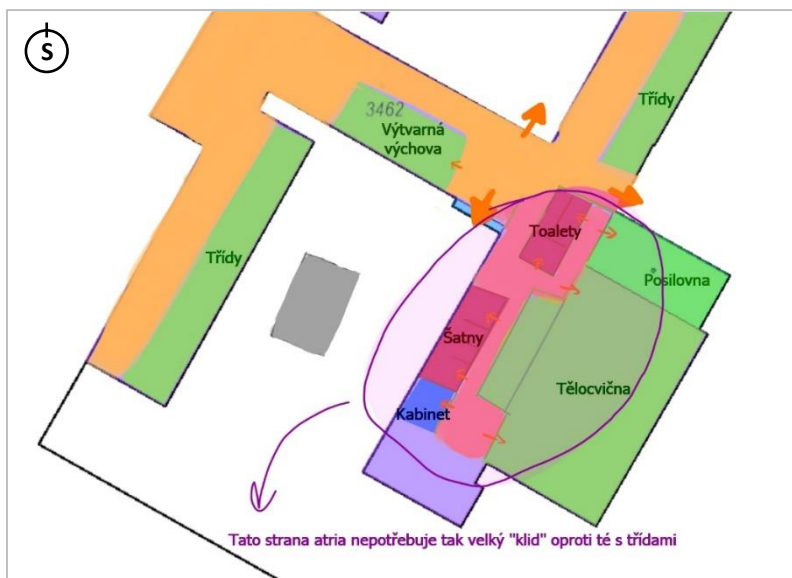 S
Třídy
3462
Výtvarná
výchova
Toalety
Třídy
Posilovna
Šatny
Tělocvična
Kabinet
Tato strana atria nepotřebuje tak velký "klid" oproti té s třídami